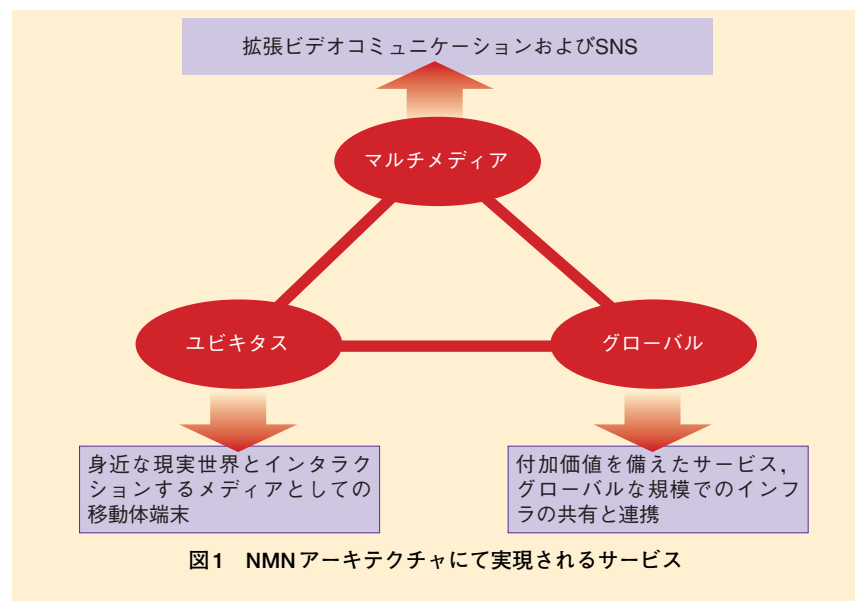 拡張ビデオコミュニケーションおよびSNS
マルチメディア
ユビキタス
グローバル
身近な現実世界とインタラク
ションするメディアとしての
移動体端末
付加価値を備えたサービス,
グローバルな規模でのインフ
ラの共有と連携
図1 NMNアーキテクチャにて実現されるサービス